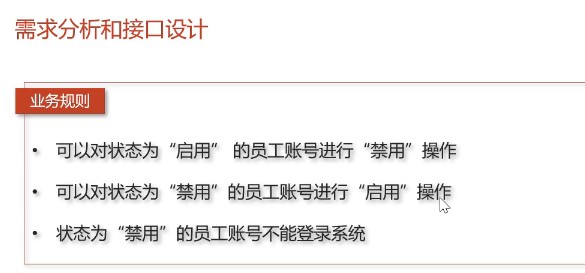 需求分析和接口设计
业务规则
• 可以对状态为“启用” 的员工账号进行“禁用”操作
• 可以对状态为“禁用”的员工账号进行“启用”操作
• 状态为“禁用”的员工账号不能登录系统